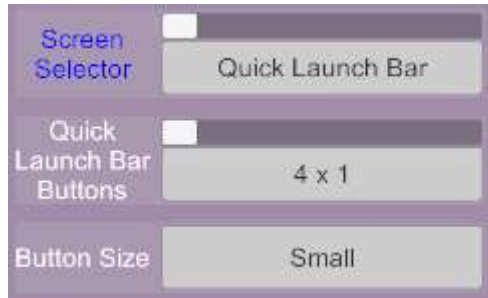 Screen
Selector
Quick Launch Bar
Quick
Launch Bar
Buttons
4 x 1
Button Size
Small